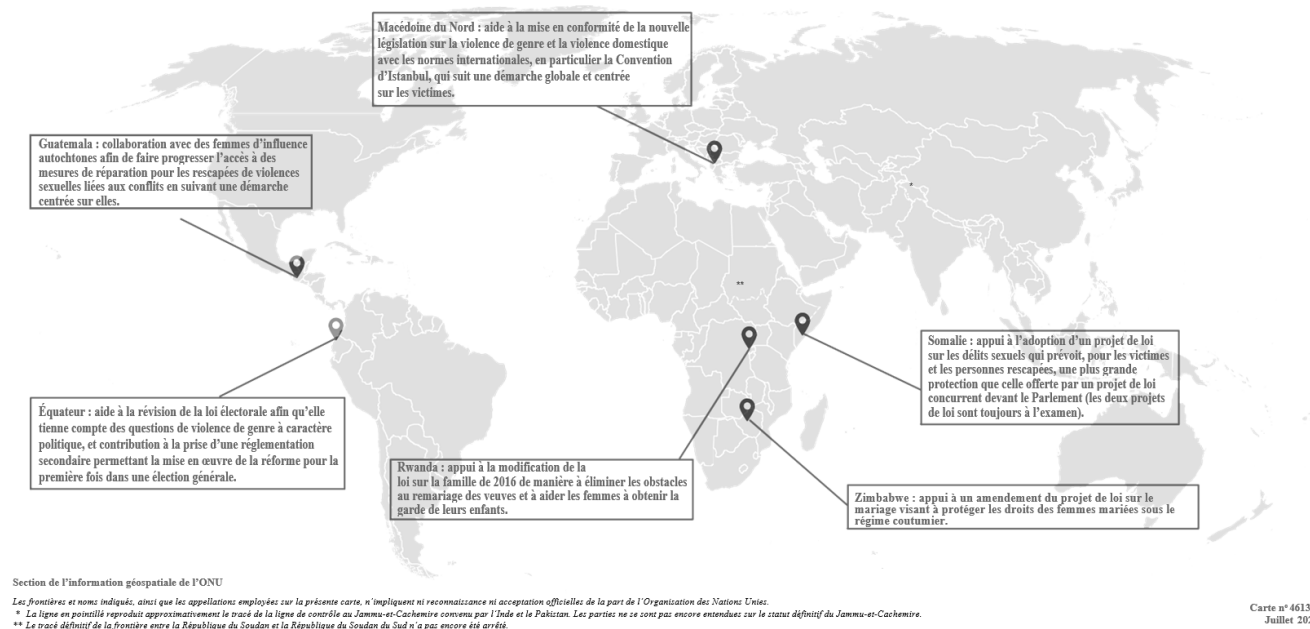 Macédoine du Nord : aide à la mise en conformité de la nouvelle
législation sur la violence de genre et la violence domestique
avec les normes internationales, en particulier la Convention
d'Istanbul, qui suit une démarche globale et centrée
sur les victimes.
Guatemala : collaboration avec des femmes d'influence
autochtones afin de faire progresser l'accès à des
mesures de réparation pour les rescapées de violences
sexuelles liées aux conflits en suivant une démarche
centrée sur elles.
*
**
Somalie : appui à l'adoption d'un projet de loi
sur les délits sexuels qui prévoit, pour les victimes
et les personnes rescapées, une plus grande
protection que celle offerte par un projet de loi
concurrent devant le Parlement (les deux projets
de loi sont toujours à l'examen).
Équateur : aide à la révision de la loi électorale afin qu'elle
tienne compte des questions de violence de genre à caractère
politique, et contribution à la prise d'une réglementation
secondaire permettant la mise en œuvre de la réforme pour la
première fois dans une élection générale.
Rwanda : appui à la modification de la
loi sur la famille de 2016 de manière à éliminer les obstacles
au remariage des veuves et à aider les femmes à obtenir la
garde de leurs enfants.
Zimbabwe : appui à un amendement du projet de loi sur le
mariage visant à protéger les droits des femmes mariées sous le
régime coutumier.
Section de l'information géospatiale de l'ONU
Les frontières et noms indiqués, ainsi que les appellations employées sur la présente carte, n'impliquent ni reconnaissance ni acceptation officielles de la part de l'Organisation des Nations Unies.
* La ligne en pointillé reproduit approximativement le tracé de la ligne de contrôle au Jammu-et-Cachemire convenu par l'Inde et le Pakistan. Les parties ne se sont pas encore entendues sur le statut définitif du Jammu-et-Cachemire.
** Le tracé définitif de la frontière entre la République du Soudan et la République du Soudan du Sud n'a pas encore été arrêté.
Carte nº 4613
Juillet 202